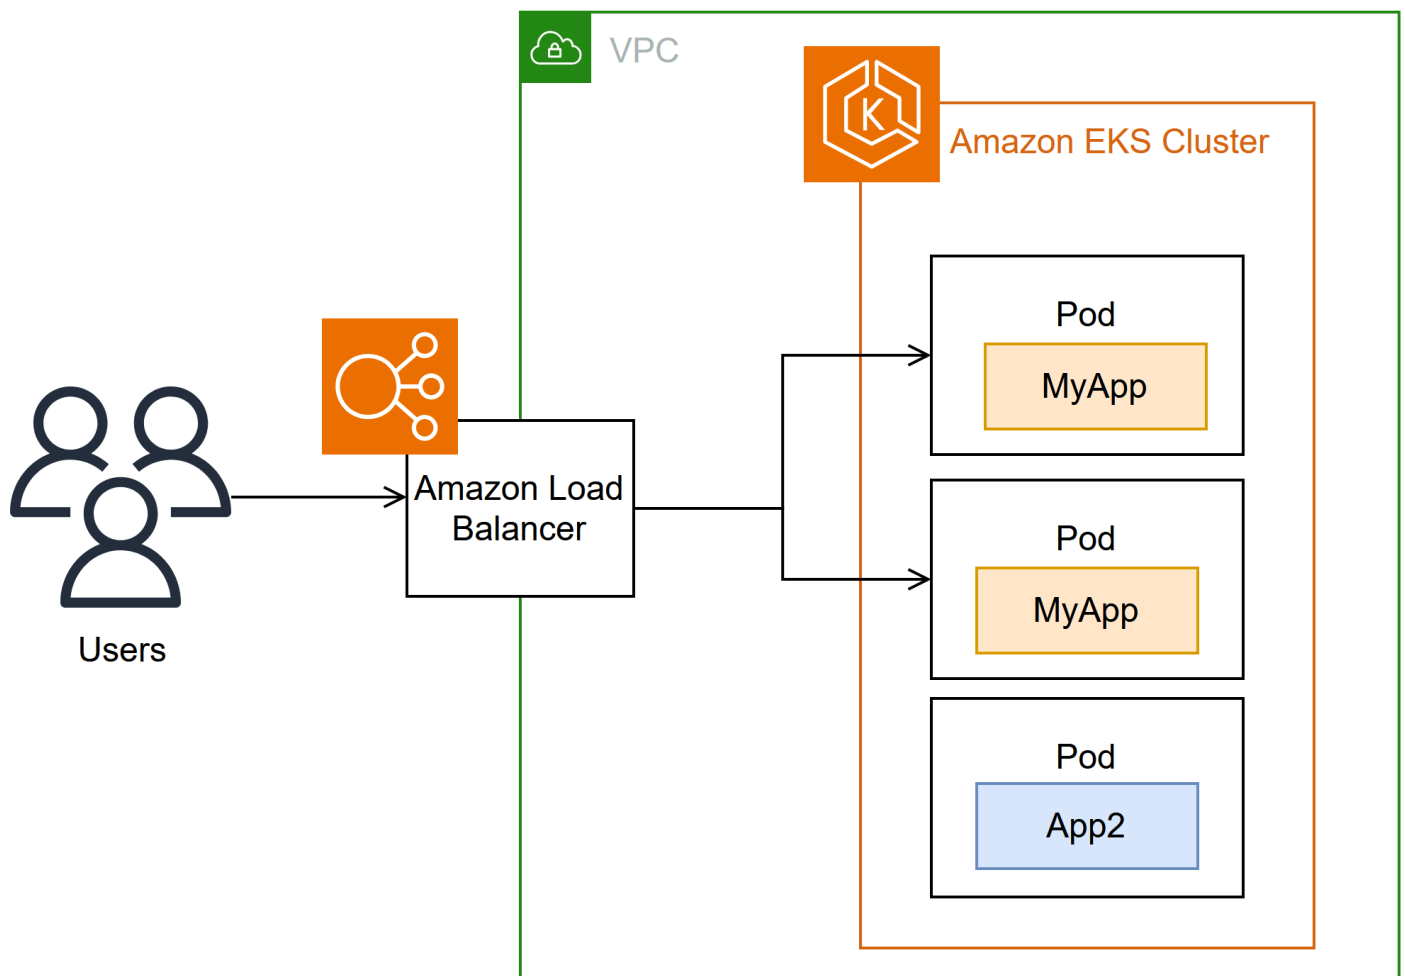 VPC
K
Amazon EKS Cluster
Pod
MyApp
Amazon Load
Balancer
Pod
MyApp
Users
Pod
App2